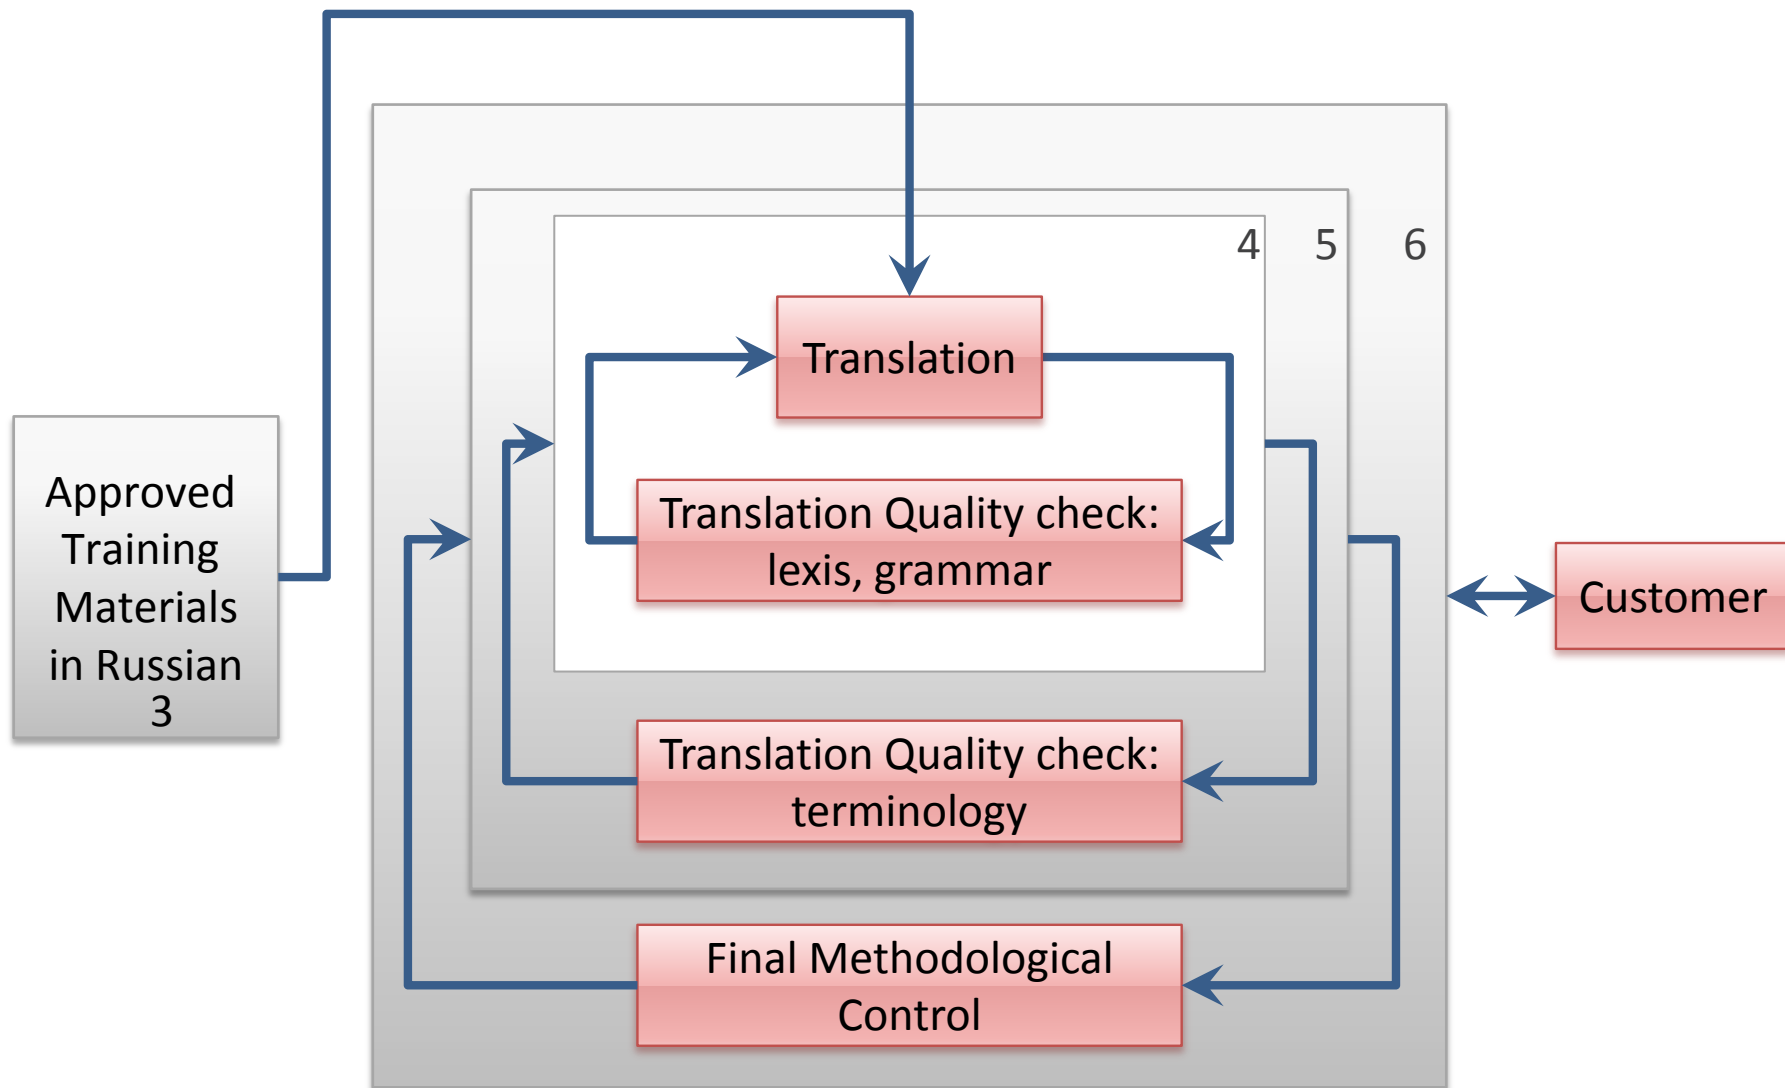 4 5 6
Translation
Approved
Training
Materials
in Russian
3
Translation Quality check:
lexis, grammar
Customer
Translation Quality check:
terminology
Final Methodological
Control